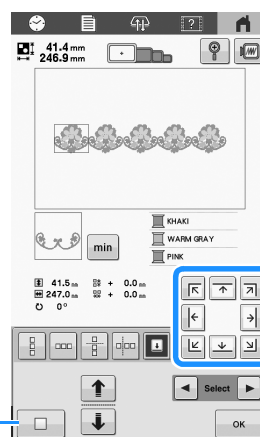 ?
41.4 mm
246.9 mm
KHAKI
WARM GRAY
PINK
min
41.5 mm + 0.0 mm
247.0 mm + 0.0 mm
0°
Select
OK